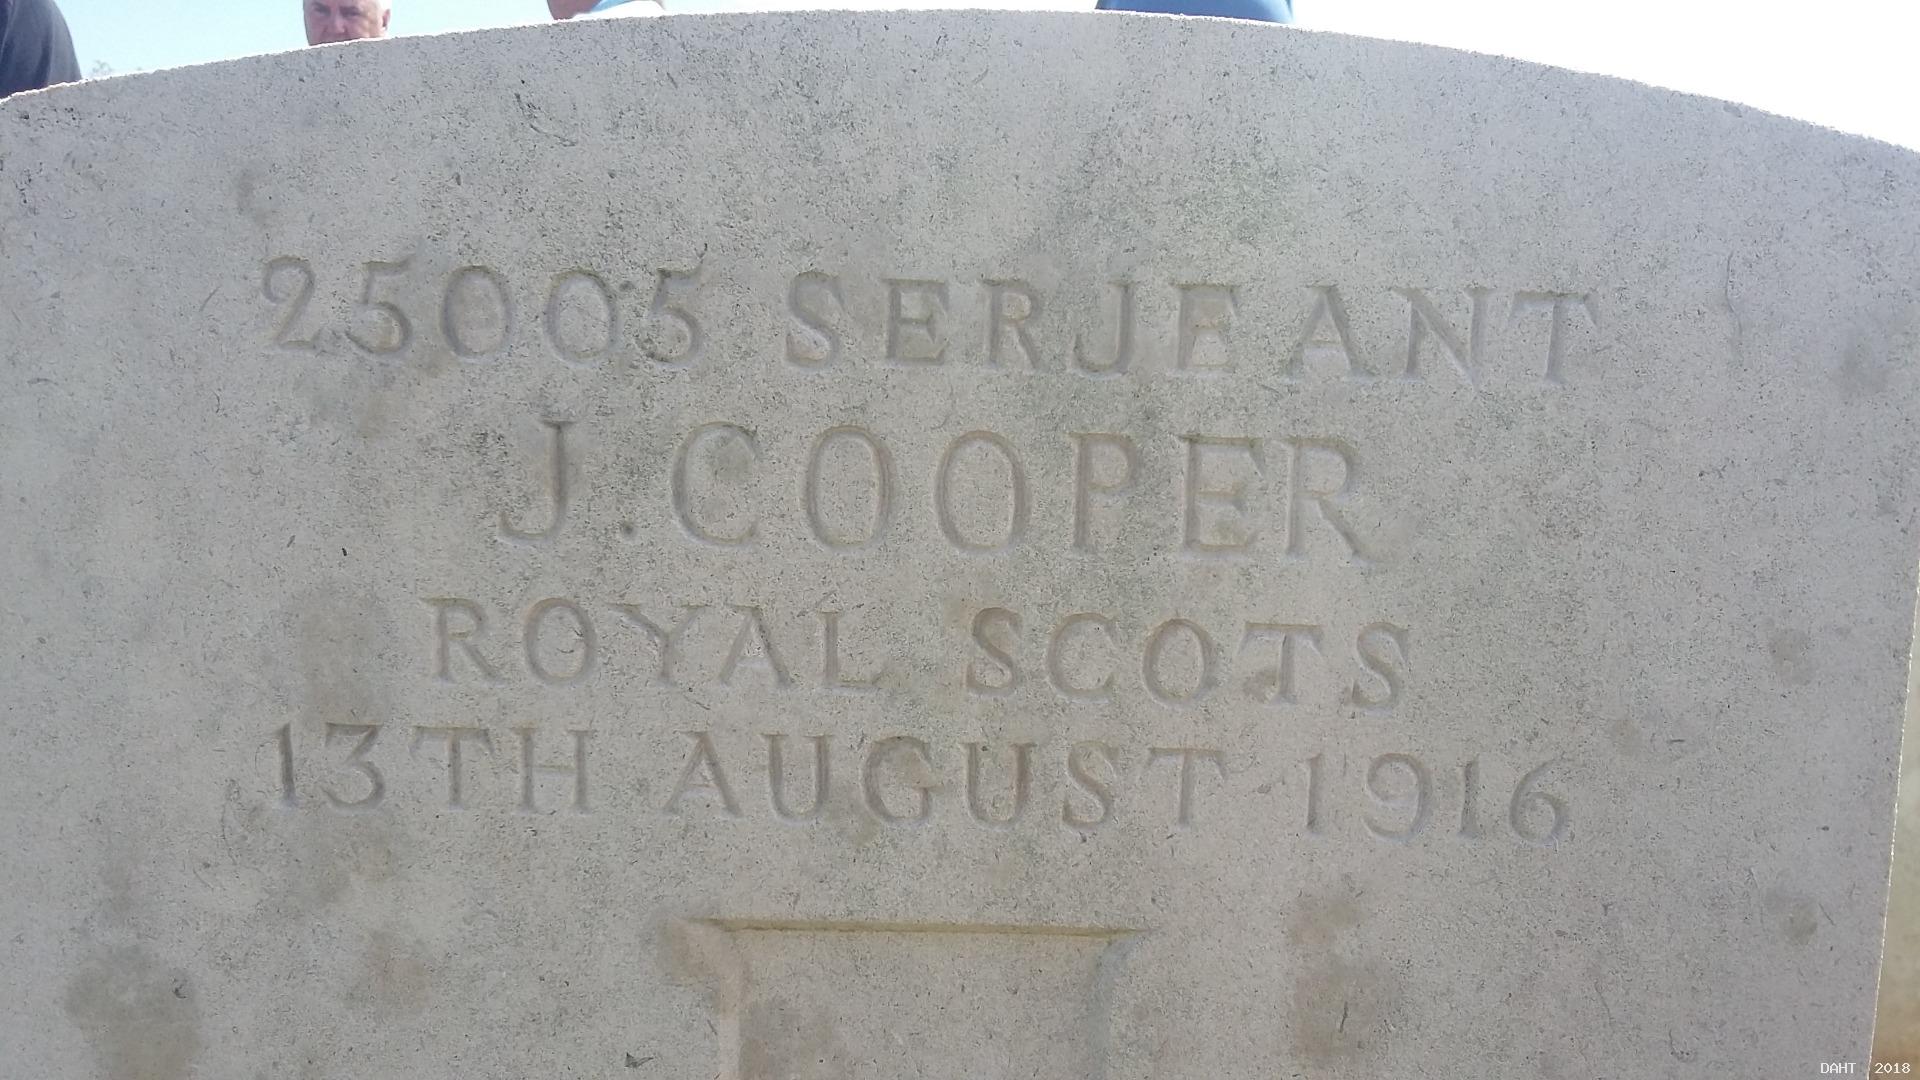 25005 SERJEANT
J. COOPER
ROYAL SCOTS
13TH AUGUST 1916
DAHT 2018